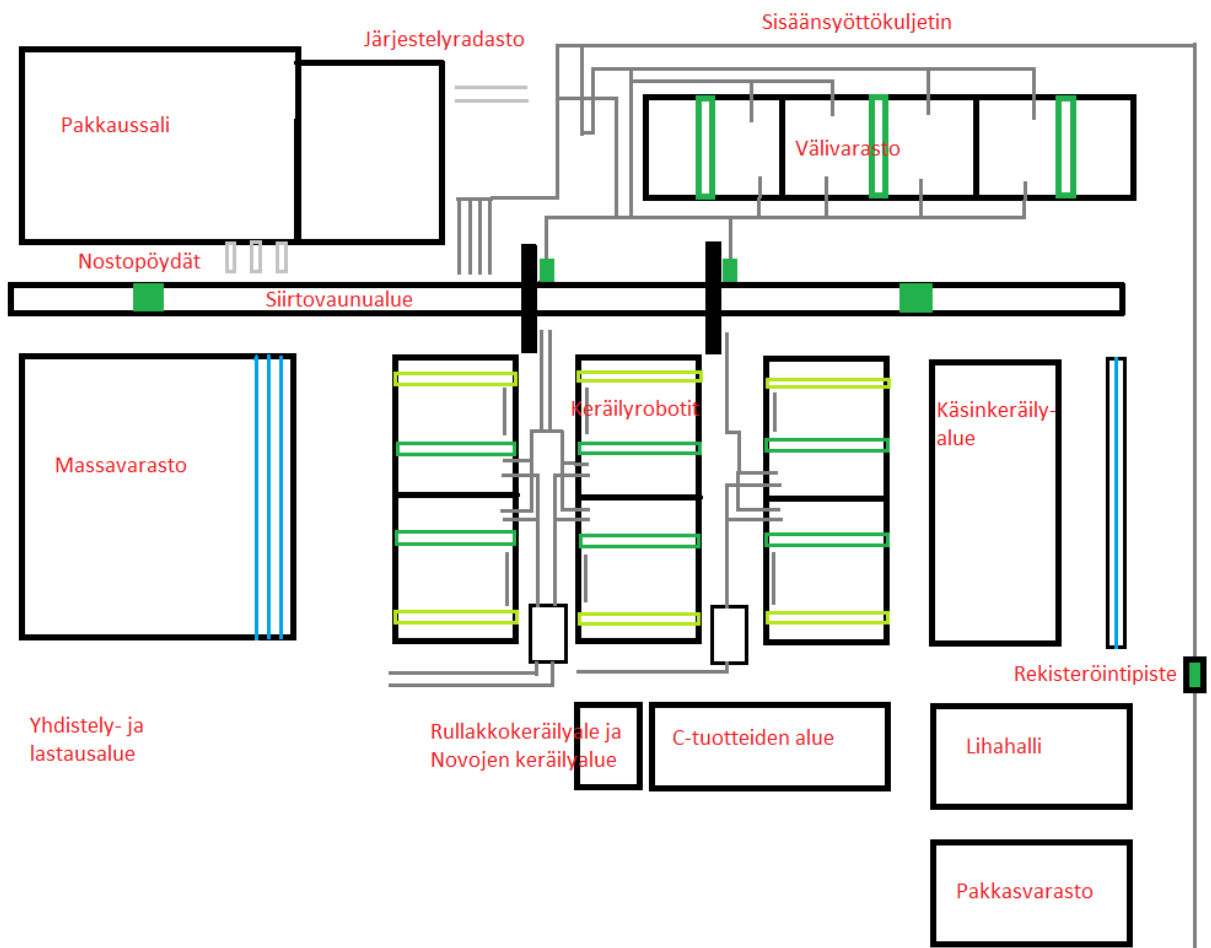 Sisäänsyöttökuljetin
Järjestelyradasto
Pakkaussali
Välivarasto
Nostopöydät
Siirtovaunualue
Keräilyrobotit
Käsinkeräily-
alue
Massavarasto
Rekisteröintipiste
Yhdistely- ja
lastausalue
Rullakkokeräilyale ja
Novojen keräilyalue
C-tuotteiden alue
Lihahalli
Pakkasvarasto